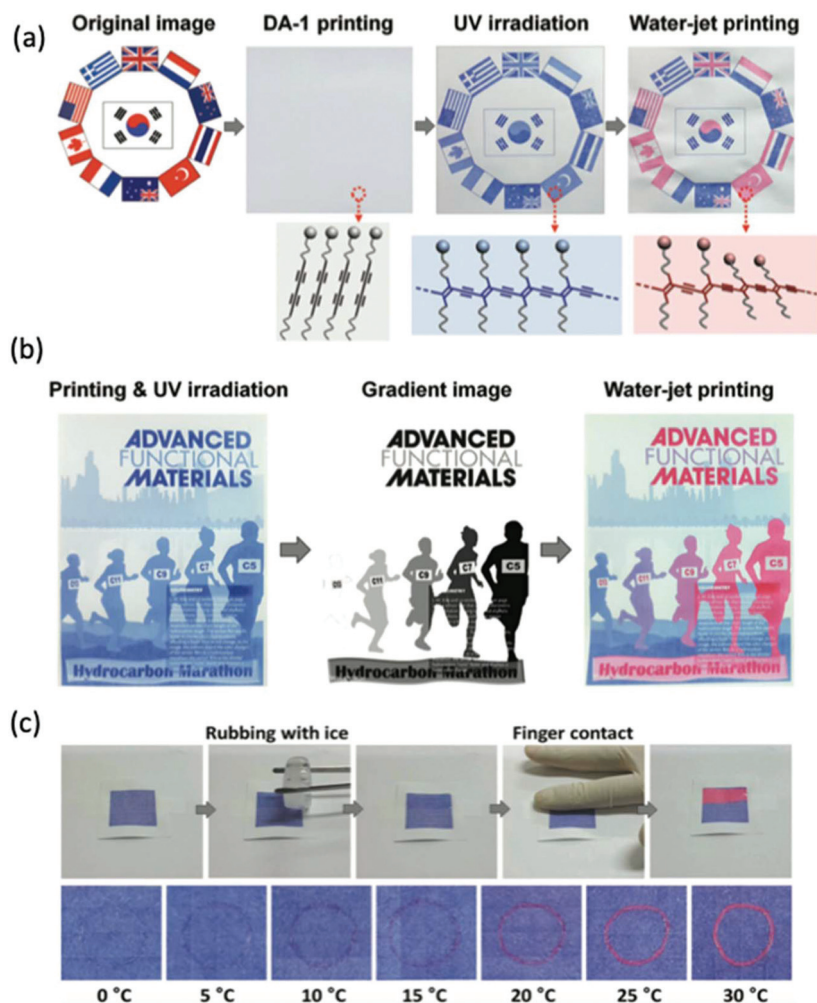 (a)
Original image
DA-1 printing
UV irradiation
Water-jet printing
(b)
Printing & UV irradiation
Gradient image
Water-jet printing
ADVANCED
FUNCTIONAL
MATERIALS
ADVANCED
FUNCTIONAL
MATERIALS
ADVANCED
FUNCTIONAL
MATERIALS
C11
C9
C7
C5
C11
C9
C7
C5
C11
C9
C7
C5
Hydrocarbon Marathon
Hydrocarbon Marathon
Hydrocarbon Marathon
(c)
Rubbing with ice
Finger contact
0 °C
5 °C
10 °C
15 °C
20 °C
25 °C
30 °C